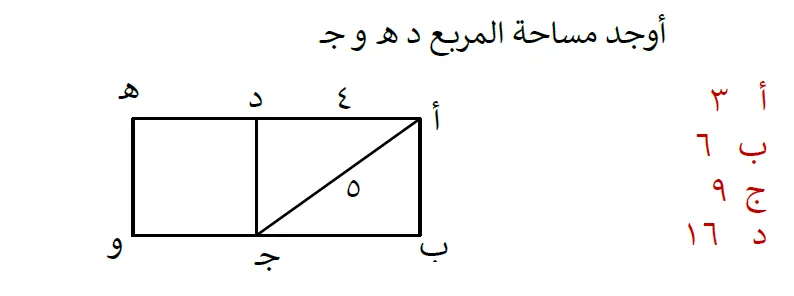 أوجد مساحة المربع د هـ و جـ
أ ٣
ب ٦
ج ٩
د ١٦
هـ د ٤ أ
٥
و جـ ب